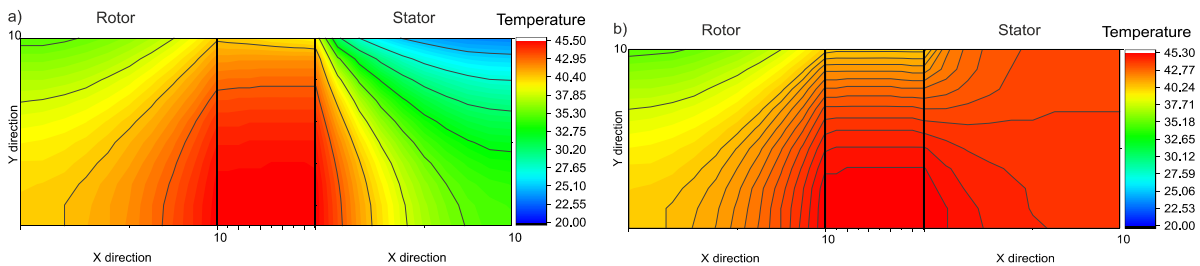 a)
Rotor
Stator
Temperature
10
45.50
42.95
40.40
37.85
35.30
32.75
30.20
27.65
25.10
22.55
20.00
Y direction
10
10
X direction
X direction
b)
Rotor
Stator
Temperature
10
45.30
42.77
40.24
37.71
35.18
32.65
30.12
27.59
25.06
22.53
20.00
Y direction
10
10
X direction
X direction